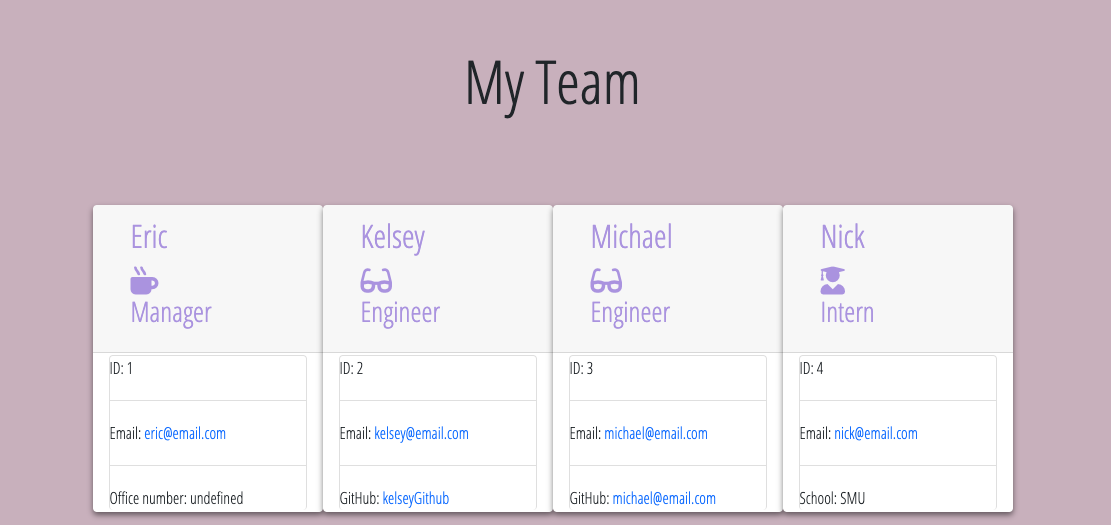 My Team
Eric
Manager
ID: 1
Email: eric@email.com
Office number: undefined
Kelsey
Engineer
ID: 2
Email: kelsey@email.com
GitHub: kelseyGithub
Michael
Engineer
ID: 3
Email: michael@email.com
GitHub: michael@email.com
Nick
Intern
ID: 4
Email: nick@email.com
School: SMU